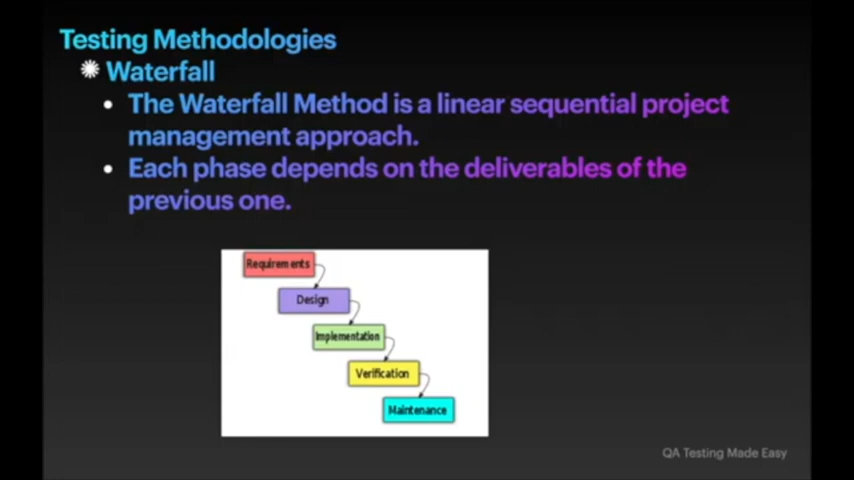 Testing Methodologies
Waterfall
The Waterfall Method is a linear sequential project
management approach.
Each phase depends on the deliverables of the
previous one.
Requirements
Design
Implementation
Verification
Maintenance
QA Testing Made Easy